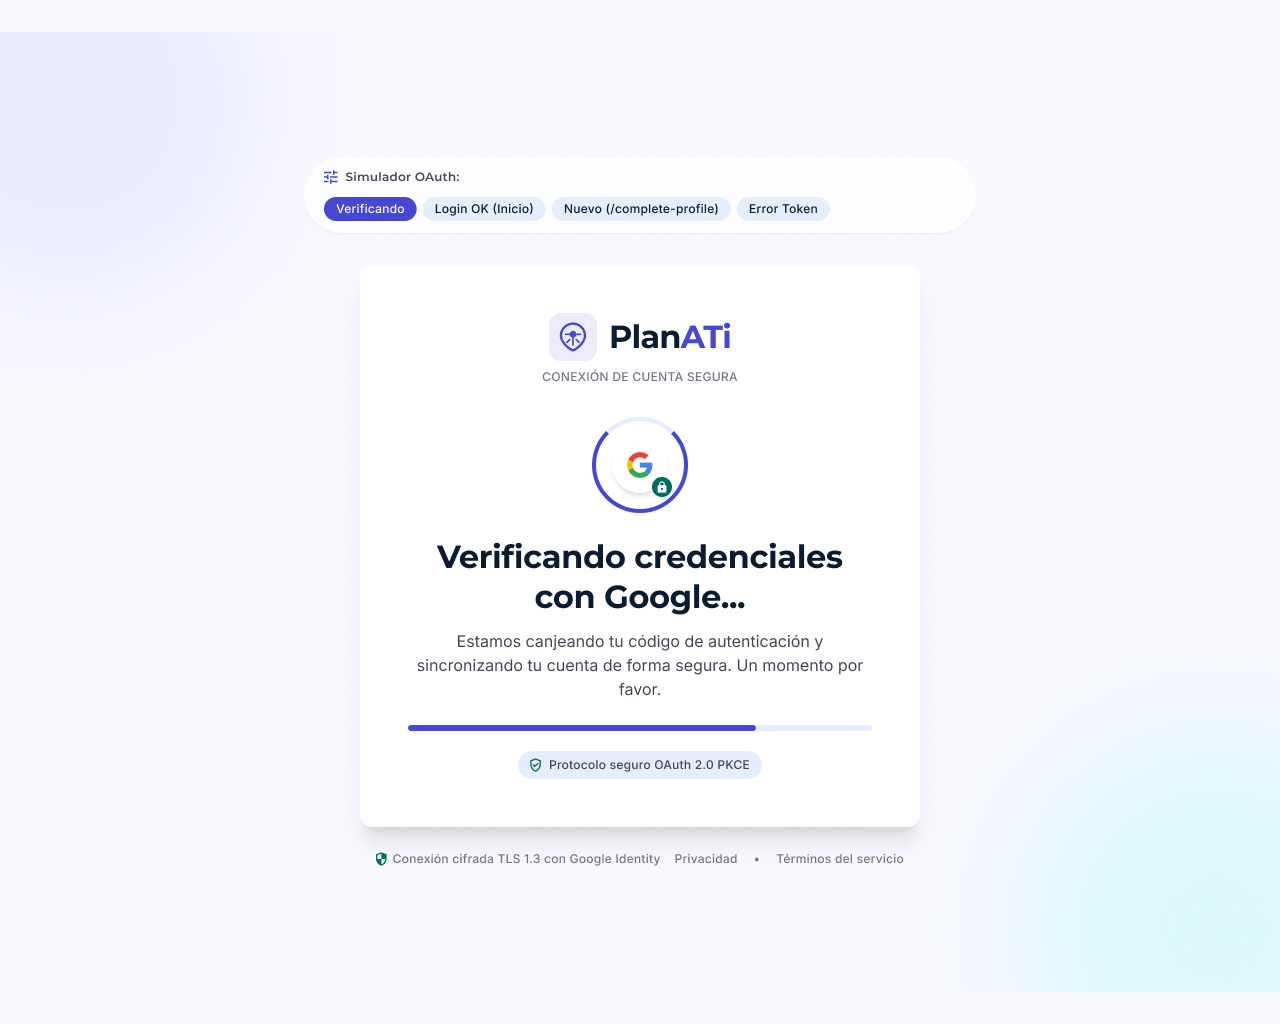 Simulador OAuth:
Verificando Login OK (Inicio) Nuevo (/complete-profile) Error Token
PlanATi
CONEXIÓN DE CUENTA SEGURA
Verificando credenciales
con Google...
Estamos canjeando tu código de autenticación y
sincronizando tu cuenta de forma segura. Un momento por
favor.
Protocolo seguro OAuth 2.0 PKCE
Conexión cifrada TLS 1.3 con Google Identity Privacidad • Términos del servicio